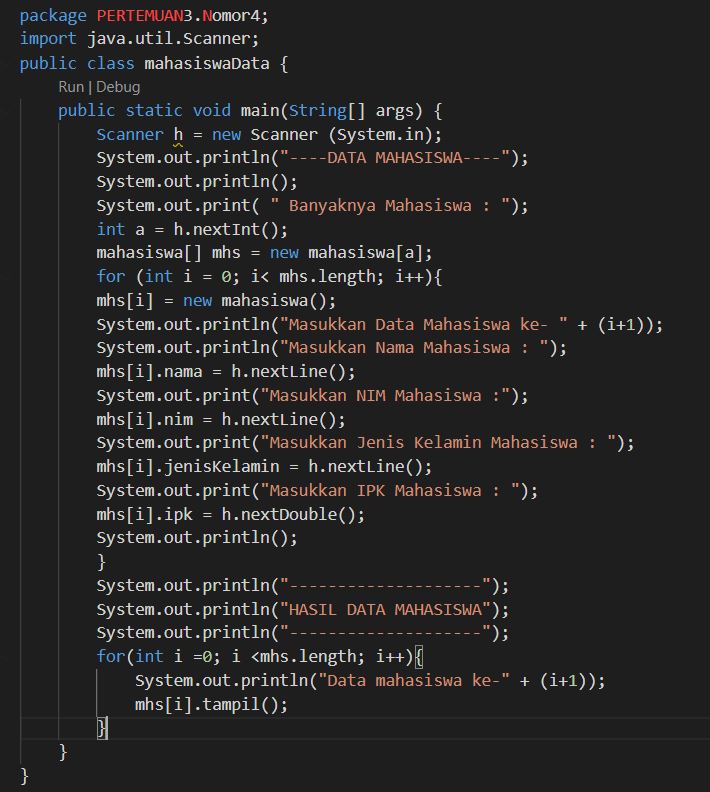 package PERTEMUAN3.Nomor4;
import java.util.Scanner;
public class mahasiswaData {
Run | Debug
public static void main(String[] args) {
Scanner h = new Scanner (System.in);
System.out.println("----DATA MAHASISWA----");
System.out.println();
System.out.print( " Banyaknya Mahasiswa : ");
int a = h.nextInt();
mahasiswa[] mhs = new mahasiswa[a];
for (int i = 0; i< mhs.length; i++){
mhs[i] = new mahasiswa();
System.out.println("Masukkan Data Mahasiswa ke- " + (i+1));
System.out.println("Masukkan Nama Mahasiswa : ");
mhs[i].nama = h.nextLine();
System.out.print("Masukkan NIM Mahasiswa :");
mhs[i].nim = h.nextLine();
System.out.print("Masukkan Jenis Kelamin Mahasiswa : ");
mhs[i].jenisKelamin = h.nextLine();
System.out.print("Masukkan IPK Mahasiswa : ");
mhs[i].ipk = h.nextDouble();
System.out.println();
}
System.out.println("--------------------");
System.out.println("HASIL DATA MAHASISWA");
System.out.println("--------------------");
for(int i =0; i <mhs.length; i++){
System.out.println("Data mahasiswa ke-" + (i+1));
mhs[i].tampil();
}
}
}